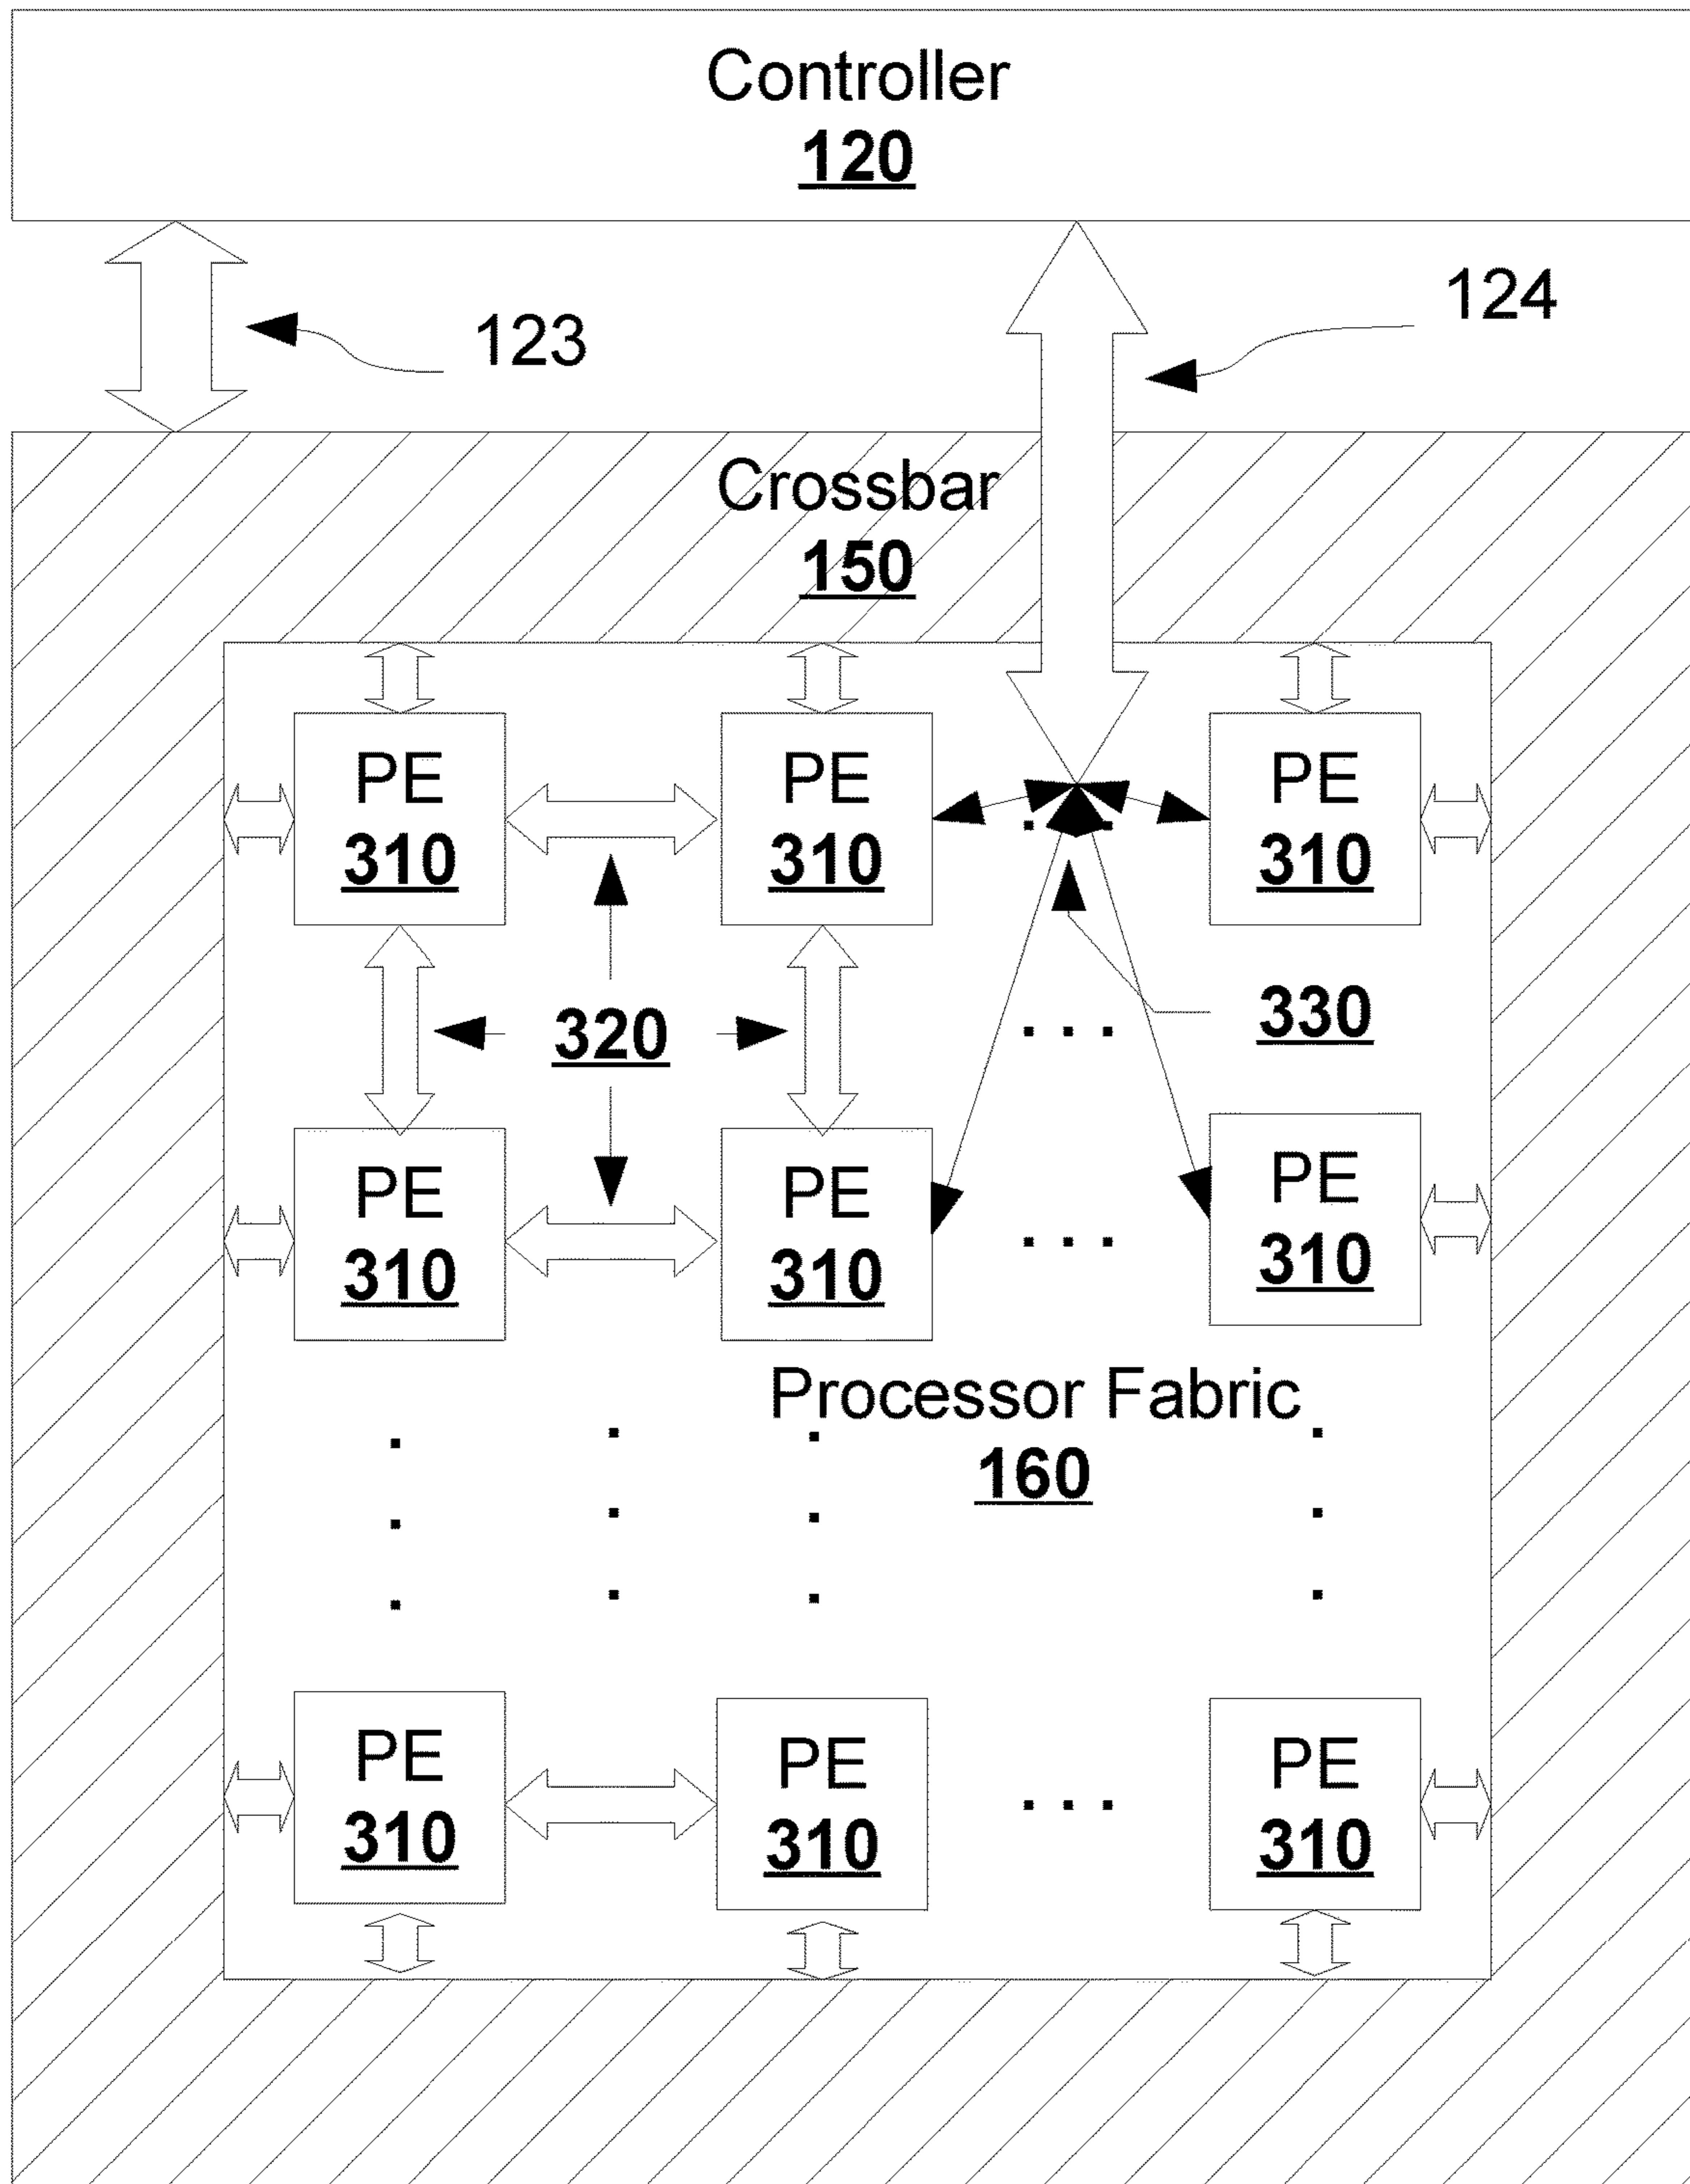 Controller
120
123
124
Crossbar
150
PE PE PE
310 310 310
320
330
PE PE PE
310 310 310
Processor Fabric
160
PE PE PE
310 310 310